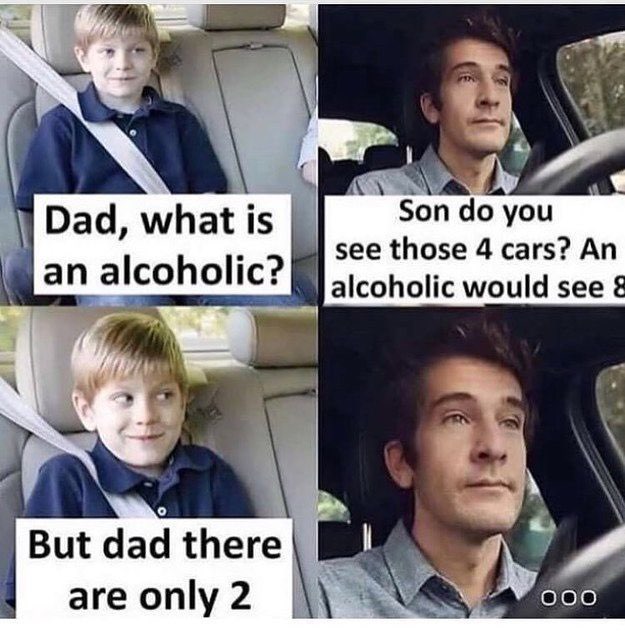 Dad, what is
an alcoholic?
Son do you
see those 4 cars? An
alcoholic would see 8
But dad there
are only 2
ooo